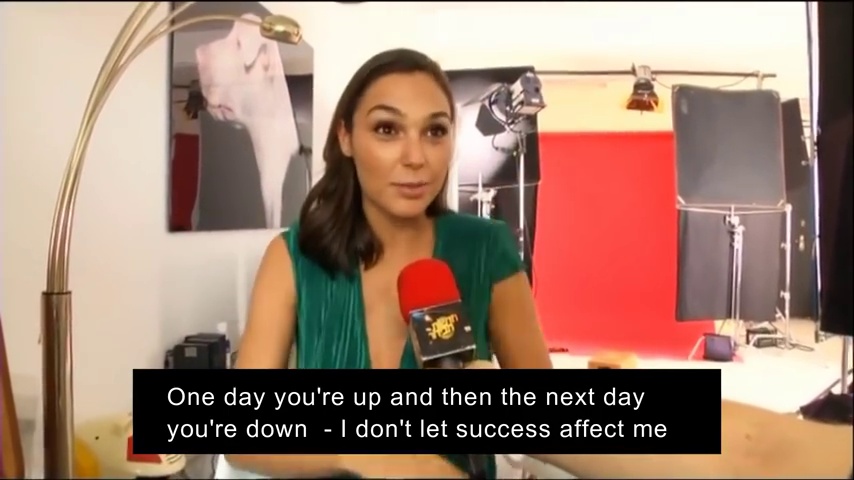 One day you're up and then the next day
you're down  - I don't let success affect me